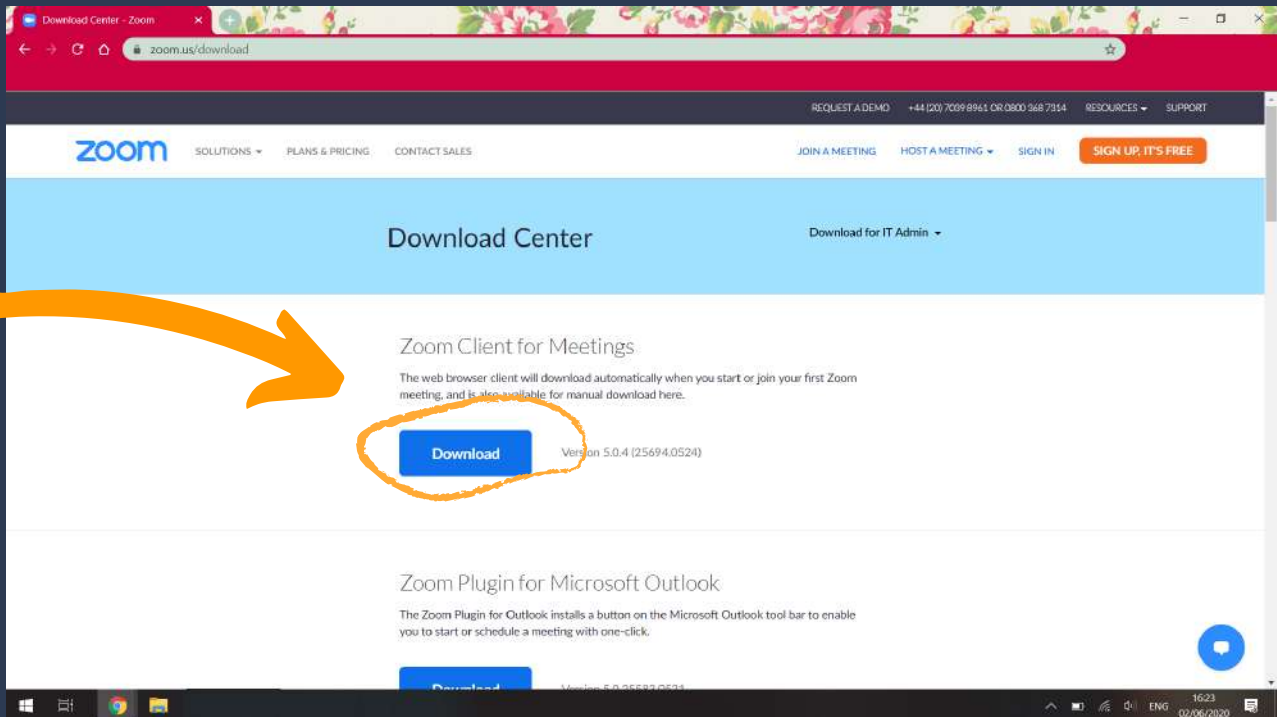 Download Center - Zoom
zoom.us/download
REQUEST A DEMO +44 (20) 7039 8961 OR 0800 368 7314 RESOURCES SUPPORT
zoom SOLUTIONS PLANS & PRICING CONTACT SALES JOIN A MEETING HOST A MEETING SIGN IN SIGN UP, IT'S FREE
Download Center Download for IT Admin
Zoom Client for Meetings
The web browser client will download automatically when you start or join your first Zoom
meeting, and is also available for manual download here.
Download Version 5.0.4 (25694.0524)
Zoom Plugin for Microsoft Outlook
The Zoom Plugin for Outlook installs a button on the Microsoft Outlook tool bar to enable
you to start or schedule a meeting with one-click.
Download Version
ENG 16:23
02/06/2020